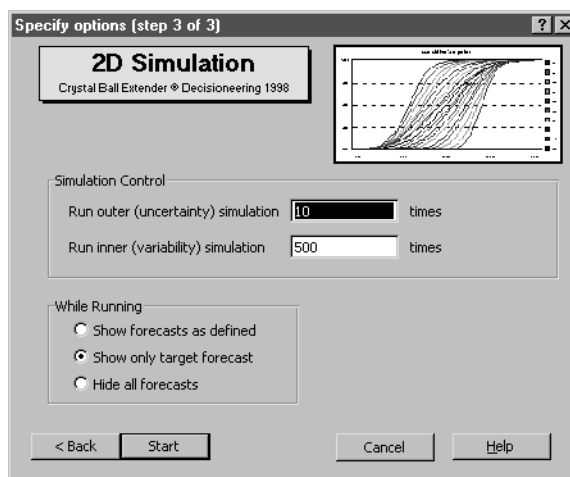 Specify options (step 3 of 3)
2D Simulation
Crystal Ball Extender ® Decisioneering 1998
Simulation Control
Run outer (uncertainty) simulation 10 times
Run inner (variability) simulation 500 times
While Running
Show forecasts as defined
Show only target forecast
Hide all forecasts
< Back Start Cancel Help